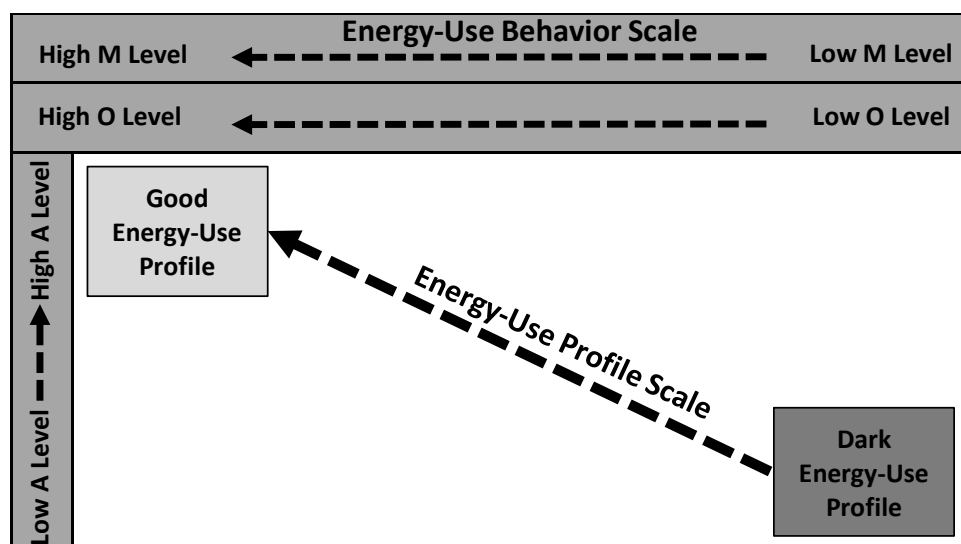 Energy-Use Behavior Scale
High M Level
Low M Level
High O Level
Low O Level
High A Level
Low A Level
Good
Energy-Use
Profile
Energy-Use Profile Scale
Dark
Energy-Use
Profile